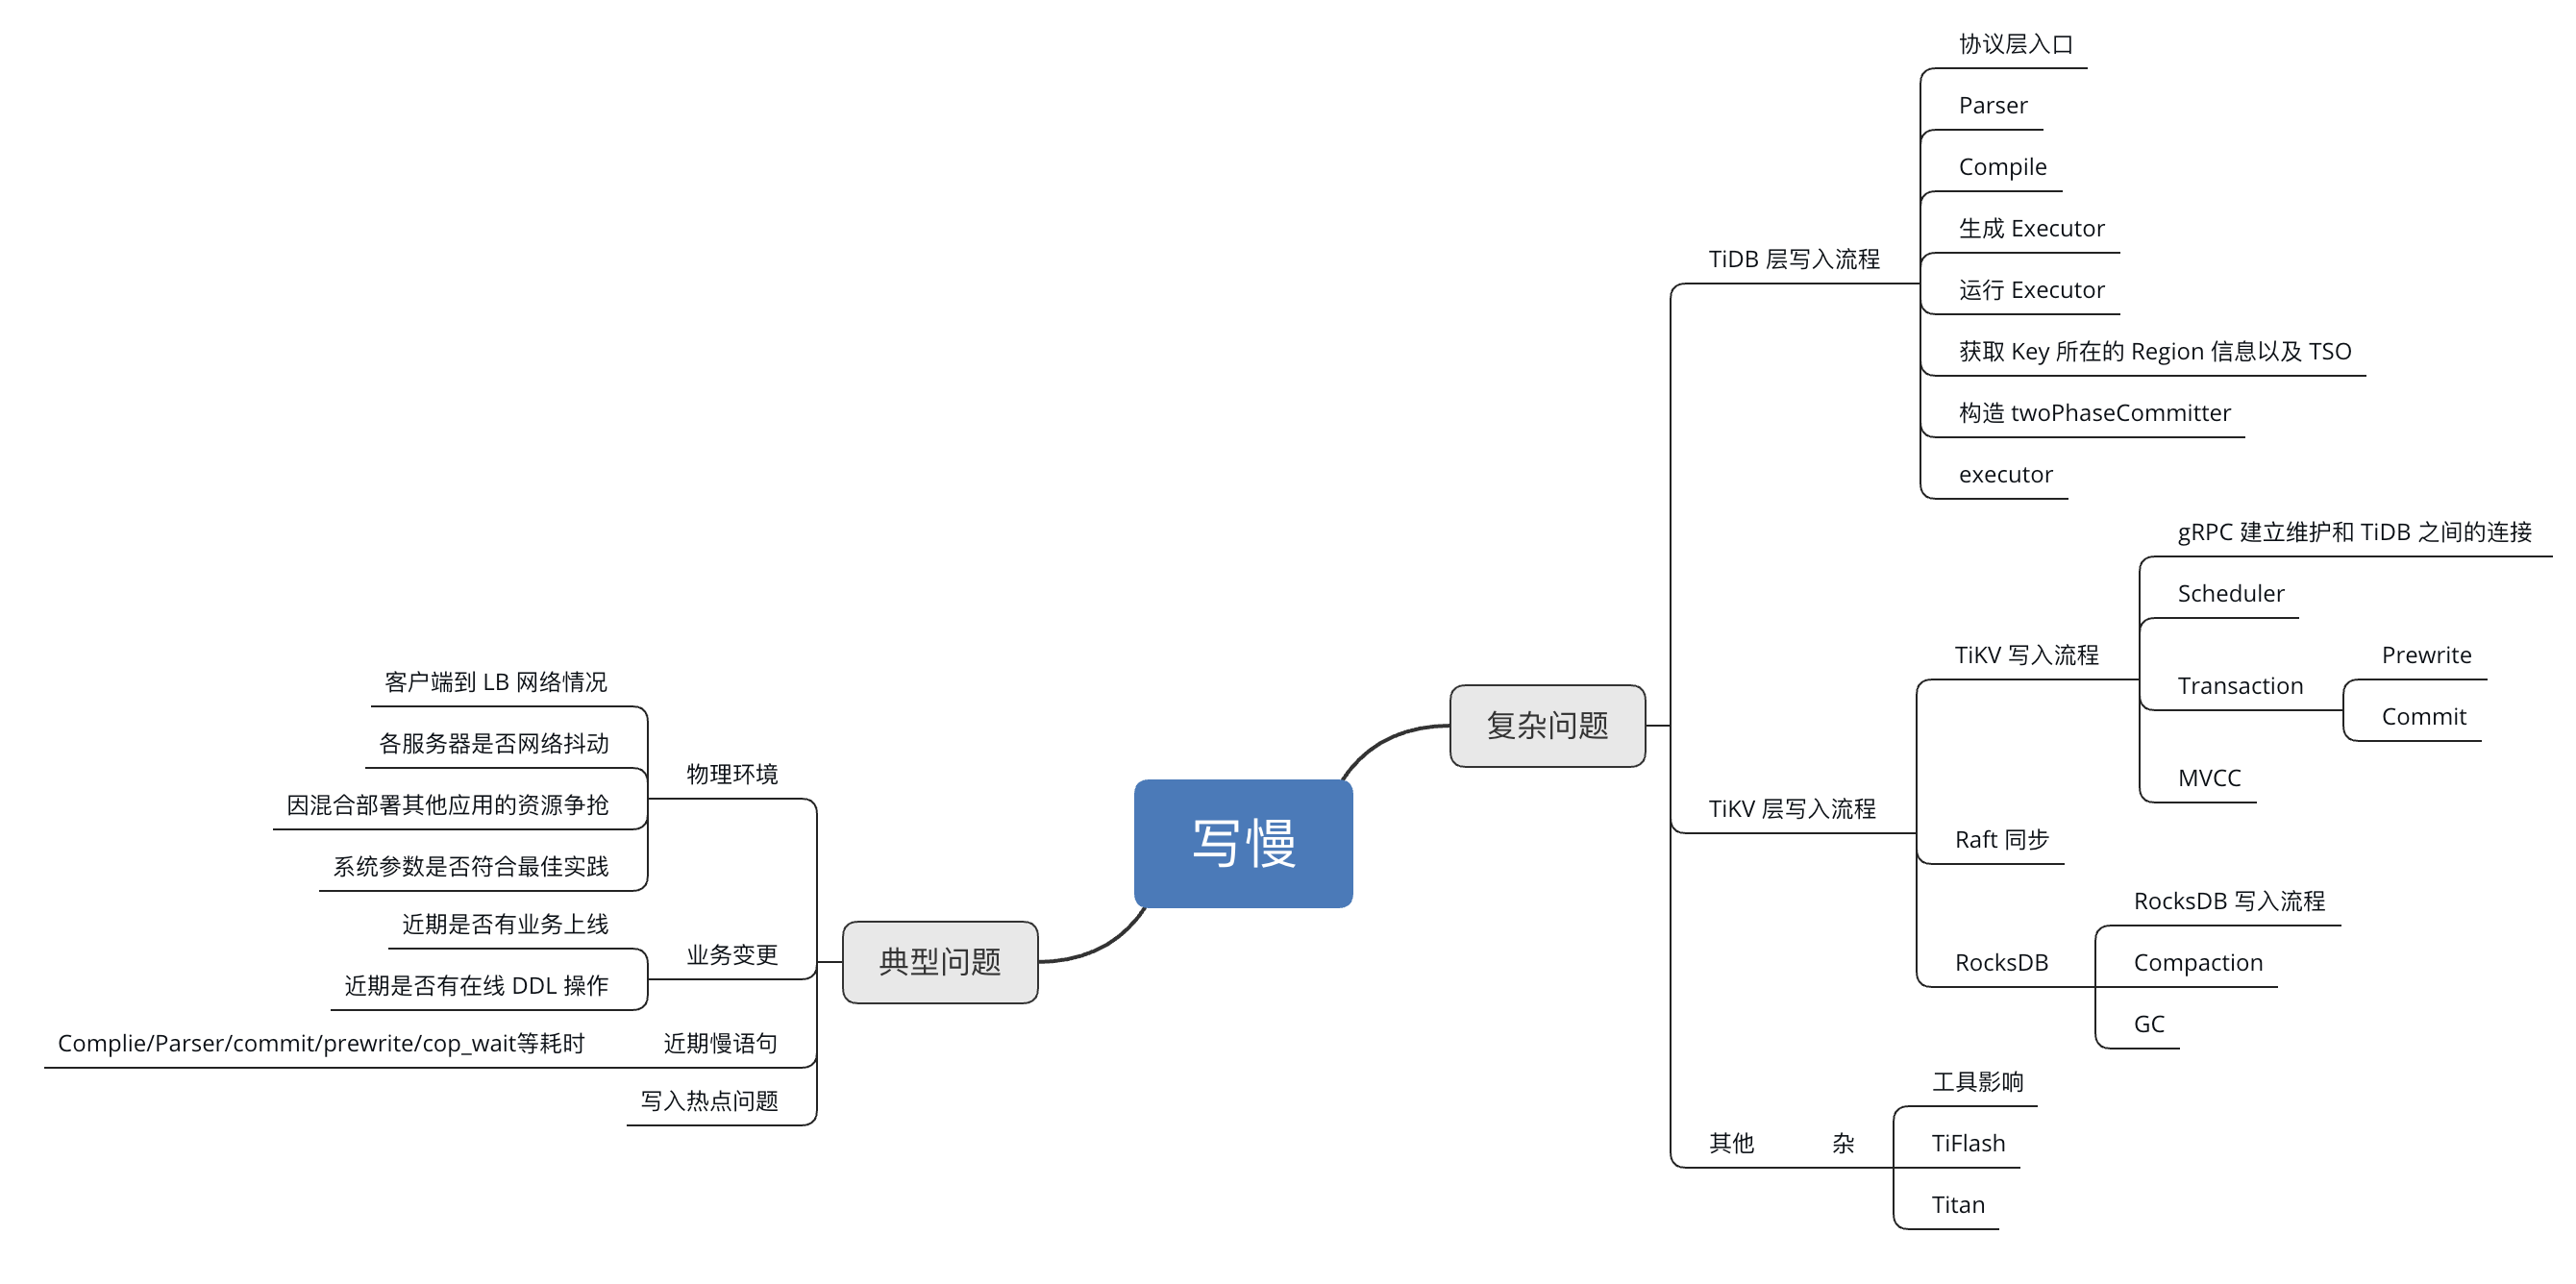 写慢
复杂问题
TiDB 层写入流程
协议层入口
Parser
Compile
生成 Executor
运行 Executor
获取 Key 所在的 Region 信息以及 TSO
构造 twoPhaseCommitter
executor
TiKV 层写入流程
TiKV 写入流程
gRPC 建立维护和 TiDB 之间的连接
Scheduler
Transaction
Prewrite
Commit
MVCC
Raft 同步
RocksDB
RocksDB 写入流程
Compaction
GC
其他
杂
工具影响
TiFlash
Titan
典型问题
物理环境
客户端到 LB 网络情况
各服务器是否网络抖动
因混合部署其他应用的资源争抢
系统参数是否符合最佳实践
业务变更
近期是否有业务上线
近期是否有在线 DDL 操作
近期慢语句
Complie/Parser/commit/prewrite/cop_wait等耗时
写入热点问题